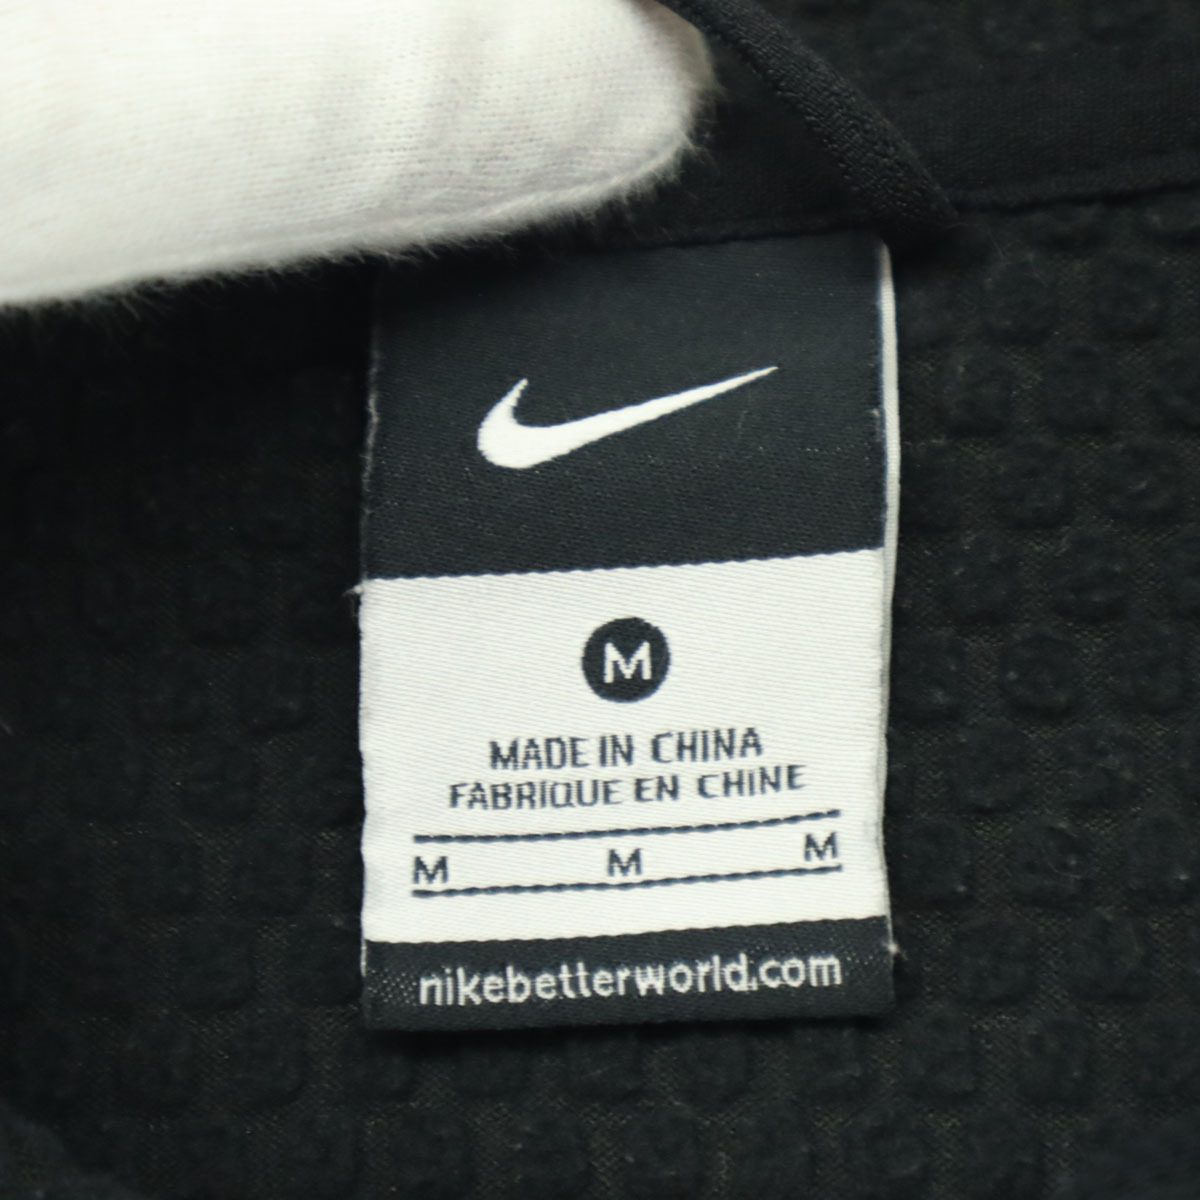 M
MADE IN CHINA
FABRIQUE EN CHINE
M M M
nikebetterworld.com